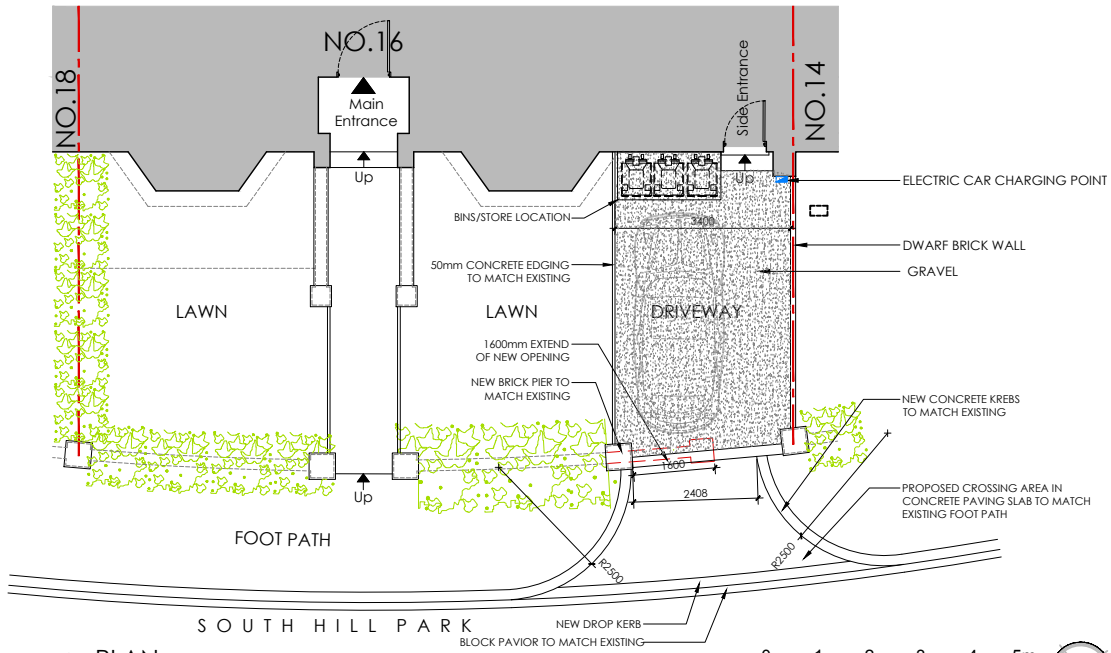 NO.16
NO.18
NO.14
Main
Entrance
Side Entrance
Up
Up
ELECTRIC CAR CHARGING POINT
BINS/STORE LOCATION
3400
DWARF BRICK WALL
50mm CONCRETE EDGING
TO MATCH EXISTING
GRAVEL
LAWN
LAWN
DRIVEWAY
1600mm EXTEND
OF NEW OPENING
NEW BRICK PIER TO
MATCH EXISTING
NEW CONCRETE KREBS
TO MATCH EXISTING
1600
2408
Up
PROPOSED CROSSING AREA IN
CONCRETE PAVING SLAB TO MATCH
EXISTING FOOT PATH
FOOT PATH
R2500
R2500
NEW DROP KERB
SOUTH HILL PARK
BLOCK PAVIOR TO MATCH EXISTING